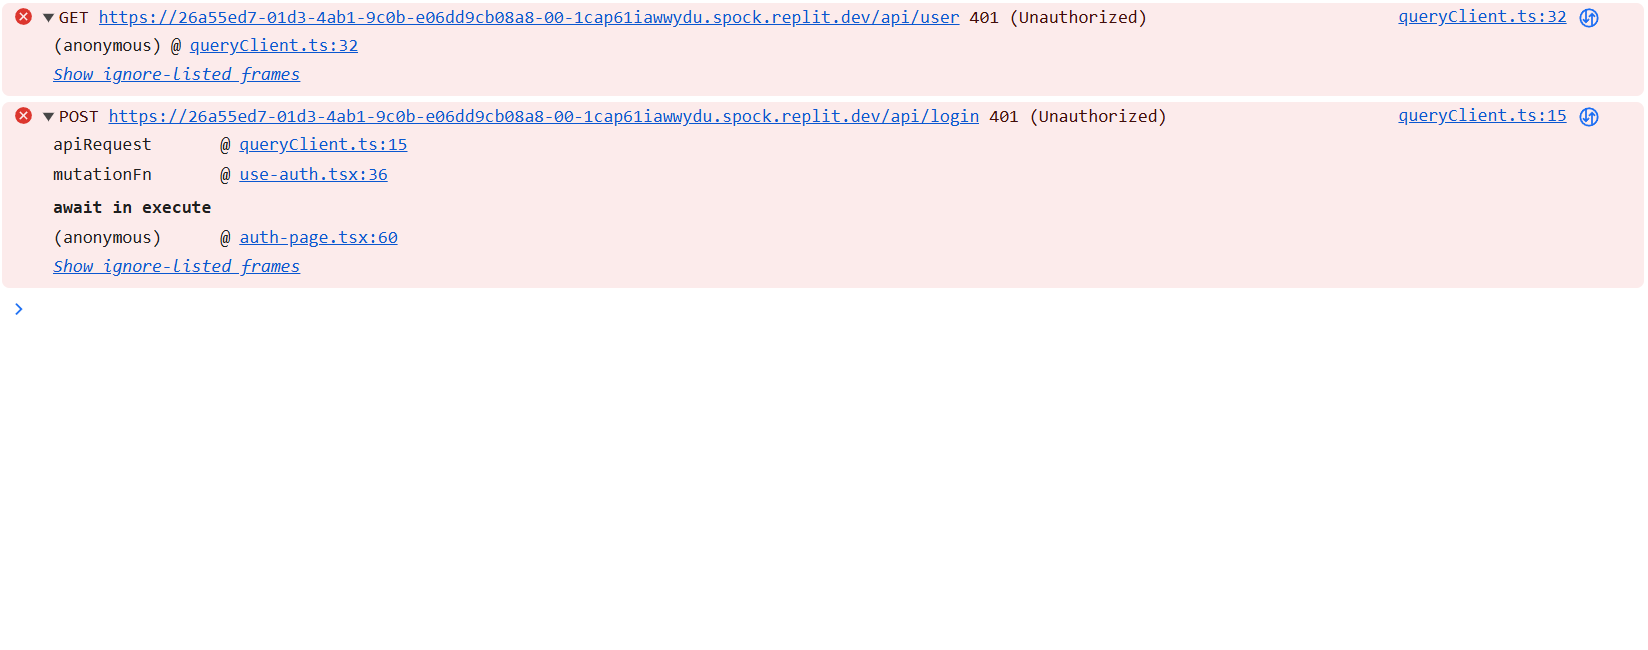 GET https://26a55ed7-01d3-4ab1-9c0b-e06dd9cb08a8-00-1cap61iawwydu.spock.replit.dev/api/user 401 (Unauthorized) queryClient.ts:32
(anonymous) @ queryClient.ts:32
Show ignore-listed frames
POST https://26a55ed7-01d3-4ab1-9c0b-e06dd9cb08a8-00-1cap61iawwydu.spock.replit.dev/api/login 401 (Unauthorized) queryClient.ts:15
apiRequest @ queryClient.ts:15
mutationFn @ use-auth.tsx:36
await in execute
(anonymous) @ auth-page.tsx:60
Show ignore-listed frames